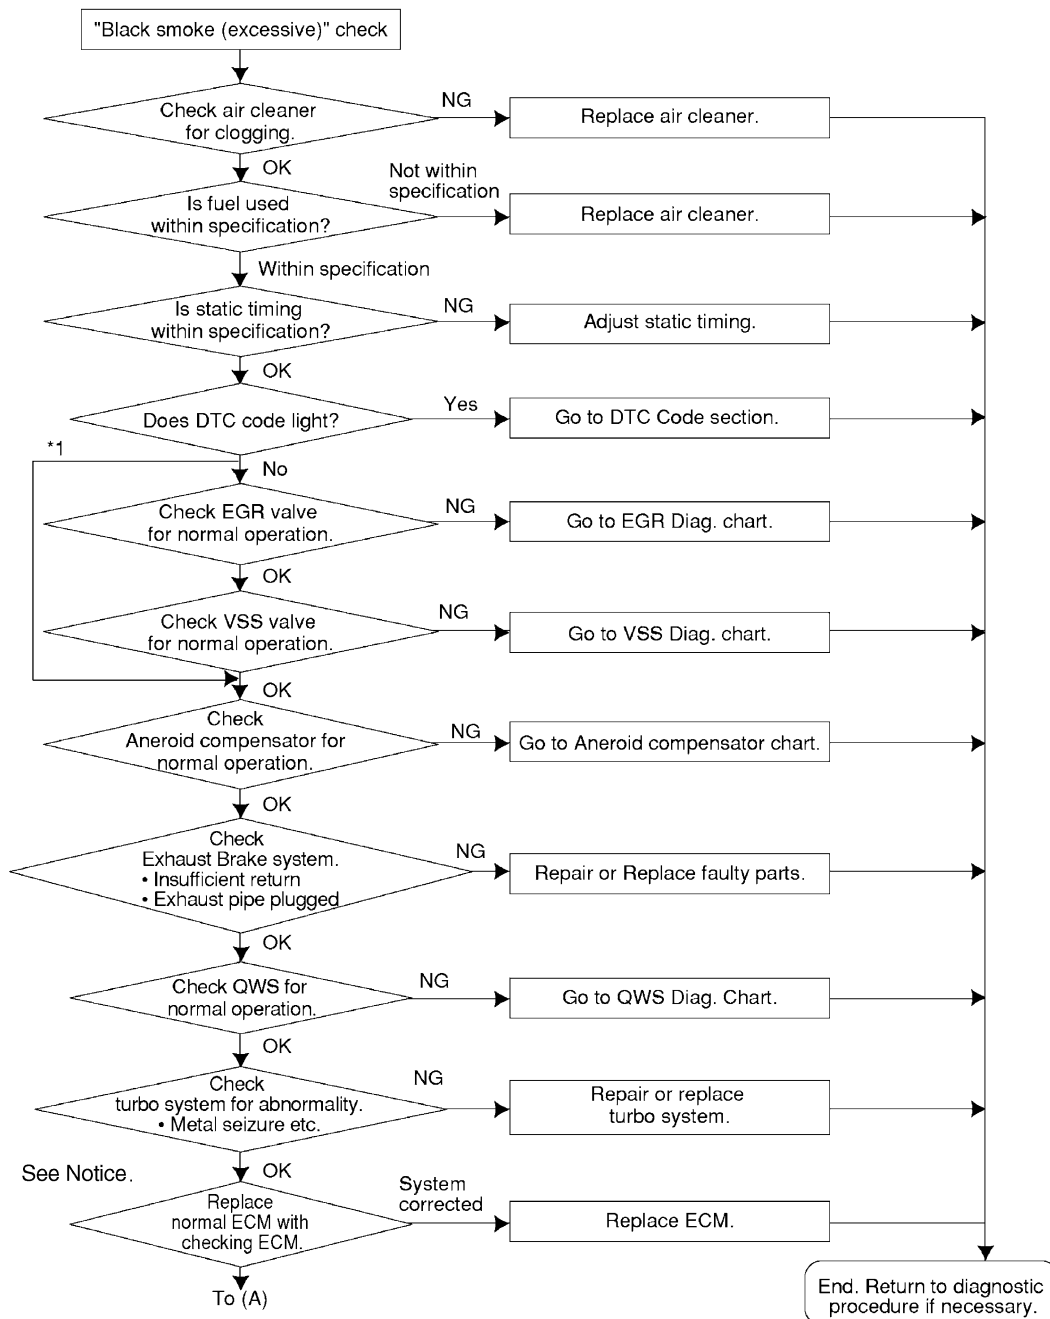 "Black smoke (excessive)" check
Check air cleaner
for clogging.
NG
Replace air cleaner.
OK
Is fuel used
within specification?
Not within
specification
Replace air cleaner.
Within specification
Is static timing
within specification?
NG
Adjust static timing.
OK
Does DTC code light?
Yes
Go to DTC Code section.
*1
No
Check EGR valve
for normal operation.
NG
Go to EGR Diag. chart.
OK
Check VSS valve
for normal operation.
NG
Go to VSS Diag. chart.
OK
Check
Aneroid compensator for
normal operation.
NG
Go to Aneroid compensator chart.
OK
Check
Exhaust Brake system.
• Insufficient return
• Exhaust pipe plugged
NG
Repair or Replace faulty parts.
OK
Check QWS for
normal operation.
NG
Go to QWS Diag. Chart.
OK
Check
turbo system for abnormality.
• Metal seizure etc.
NG
Repair or replace
turbo system.
OK
See Notice.
Replace
normal ECM with
checking ECM.
System
corrected
Replace ECM.
To (A)
End. Return to diagnostic
procedure if necessary.